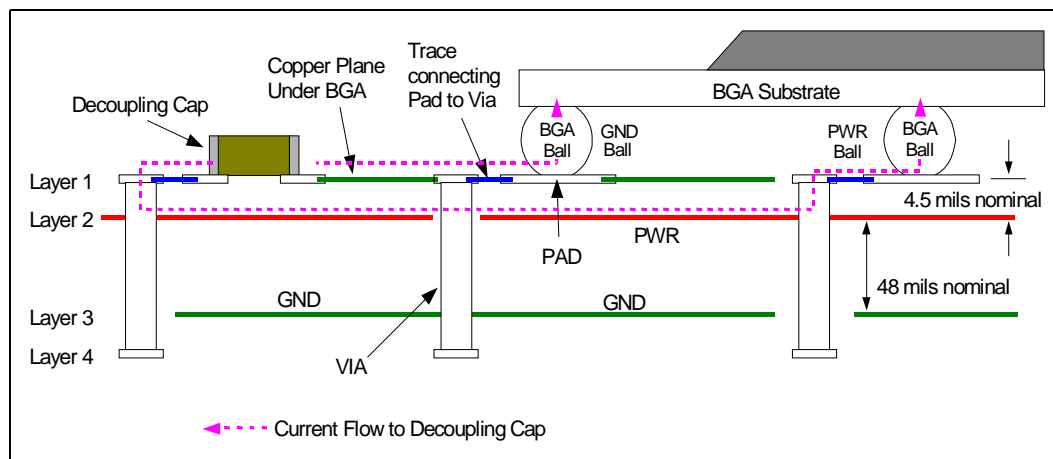 Trace
connecting
Pad to Via
Copper Plane
Under BGA
Decoupling Cap
BGA Substrate
BGA
Ball
GND
Ball
PWR
Ball
BGA
Ball
Layer 1
4.5 mils nominal
Layer 2
PWR
PAD
48 mils nominal
GND
GND
Layer 3
Layer 4
VIA
Current Flow to Decoupling Cap